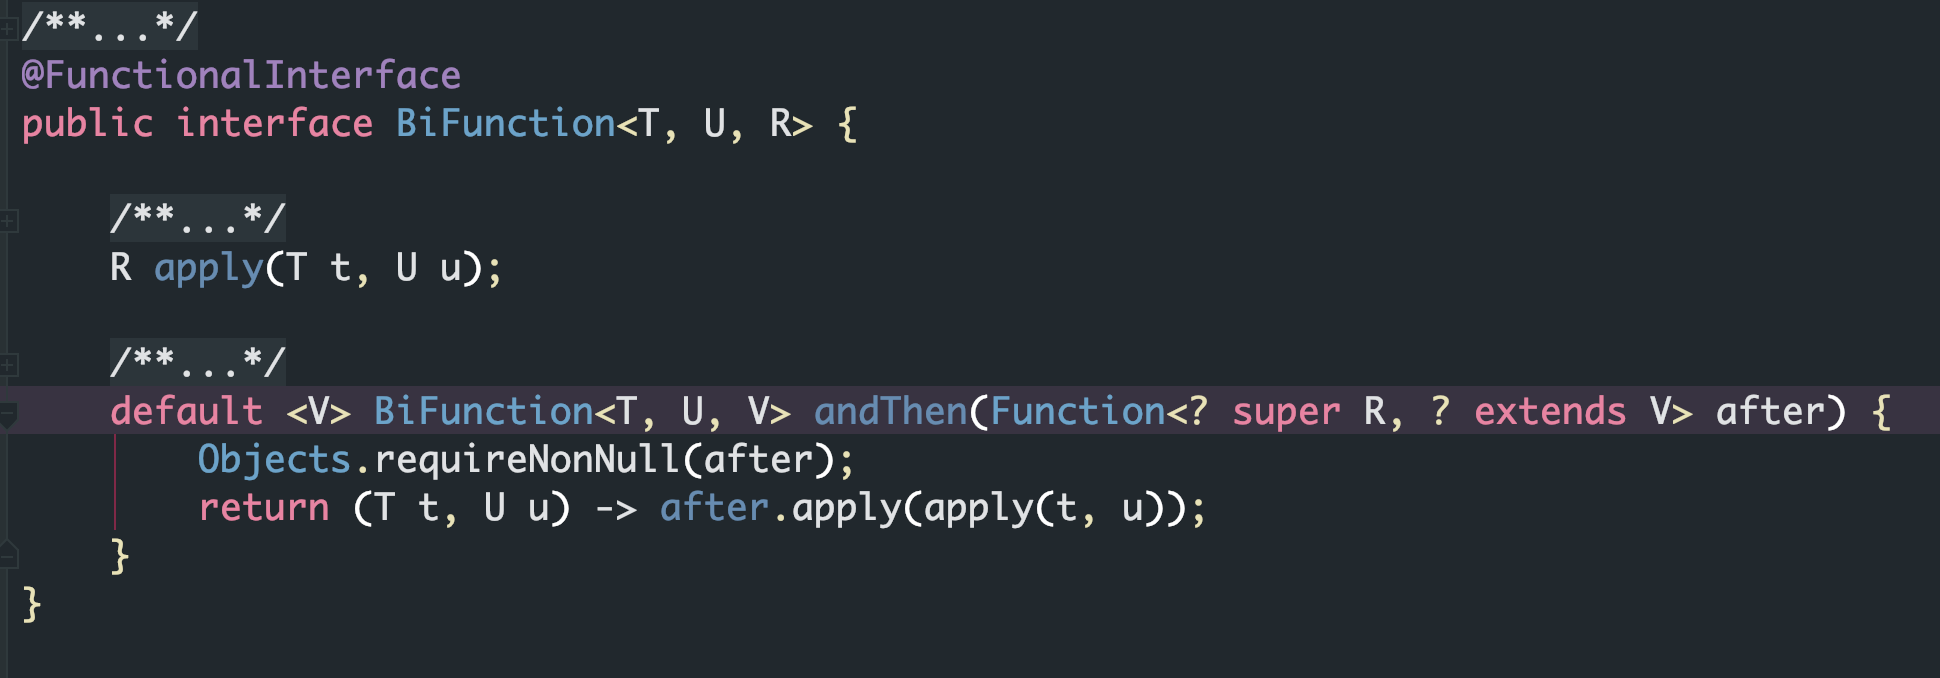 /**...*/
@FunctionalInterface
public interface BiFunction<T, U, R> {
/**...*/
R apply(T t, U u);
/**...*/
default <V> BiFunction<T, U, V> andThen(Function<? super R, ? extends V> after) {
Objects.requireNonNull(after);
return (T t, U u) -> after.apply(apply(t, u));
}
}